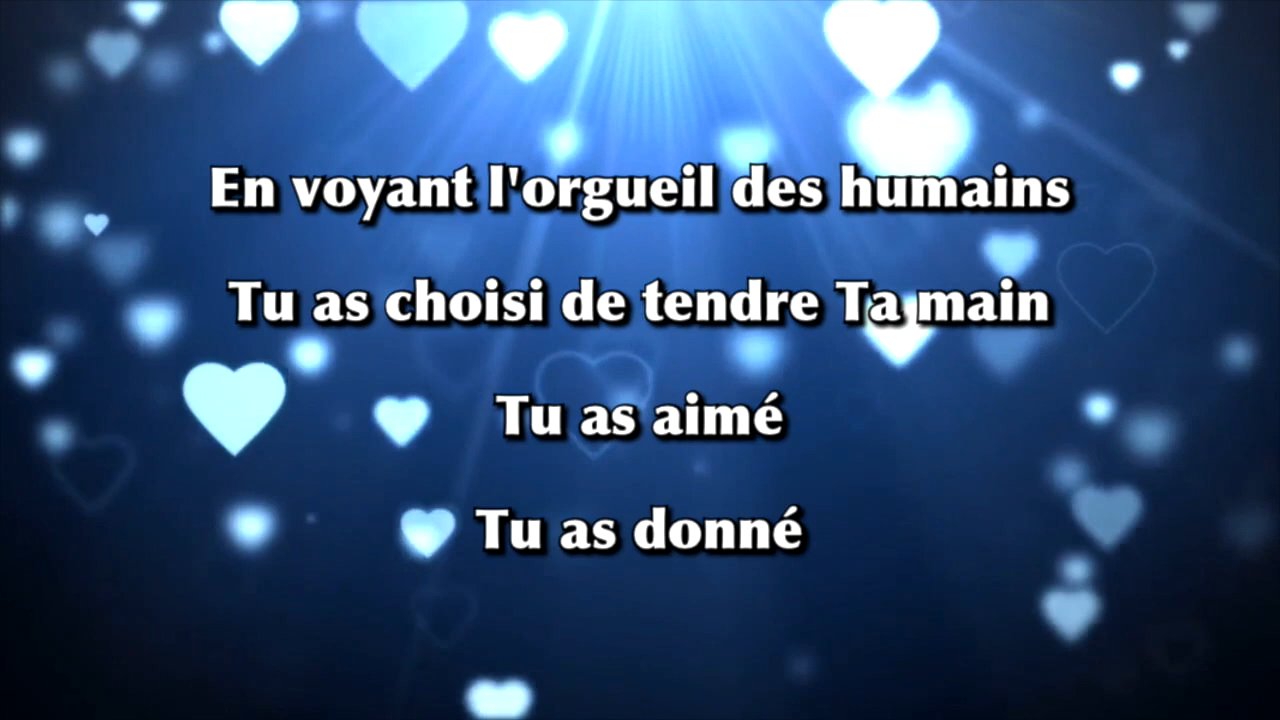 En voyant l'orgueil des humains
Tu as choisi de tendre Ta main
Tu as aimé
Tu as donné